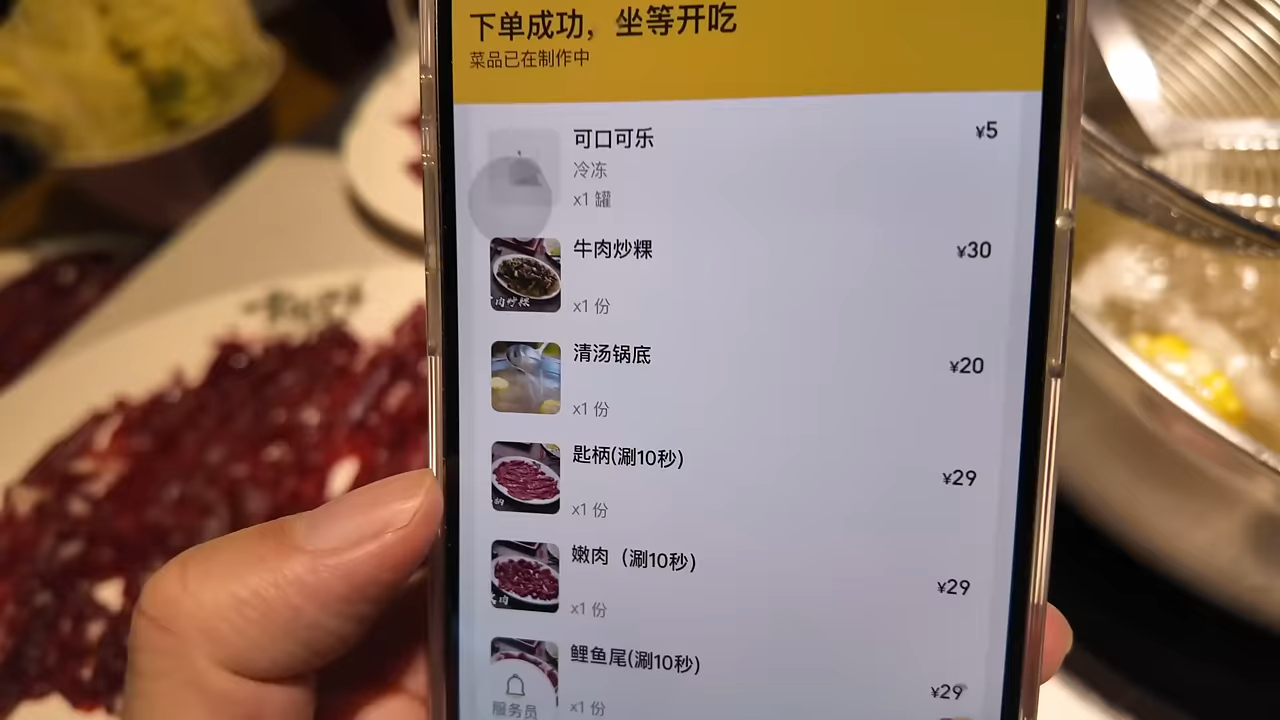 下单成功，坐等开吃
菜品已在制作中
可口可乐
¥5
冷冻
x1 罐
牛肉炒粿
¥30
肉炒粿
x1 份
清汤锅底
¥20
x1 份
匙柄(涮10秒)
¥29
x1 份
嫩肉（涮10秒)
¥29
x1 份
鲤鱼尾(涮10秒)
¥29
服务员
x1 份